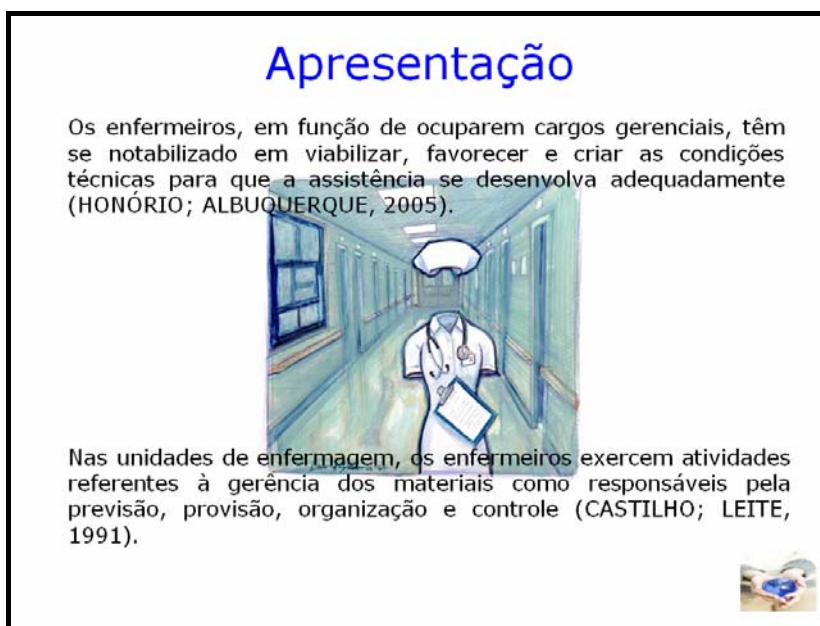 Apresentação
Os enfermeiros, em função de ocuparem cargos gerenciais, têm
se notabilizado em viabilizar, favorecer e criar as condições
técnicas para que a assistência se desenvolva adequadamente
(HONÓRIO; ALBUQUERQUE, 2005).
Nas unidades de enfermagem, os enfermeiros exercem atividades
referentes à gerência dos materiais como responsáveis pela
previsão, provisão, organização e controle (CASTILHO; LEITE,
1991).